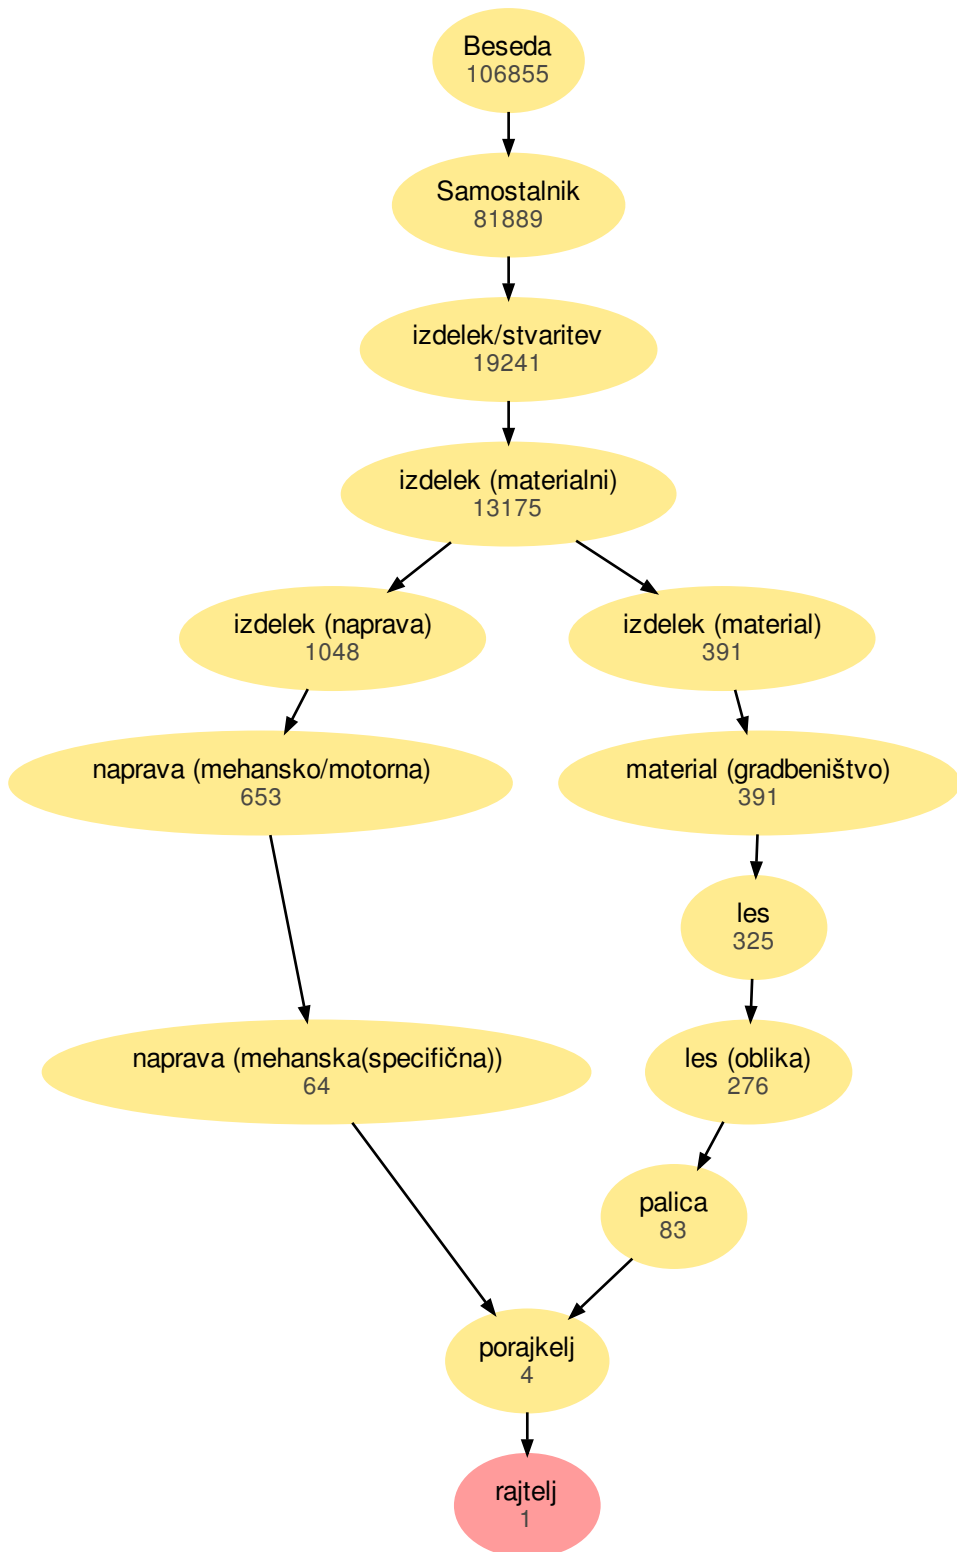 Beseda
106855
Samostalnik
81889
izdelek/stvaritev
19241
izdelek (materialni)
13175
izdelek (naprava)
1048
izdelek (material)
391
naprava (mehansko/motorna)
653
material (gradbeništvo)
391
les
325
naprava (mehanska(specifična))
64
les (oblika)
276
palica
83
porajkelj
4
rajtelj
1